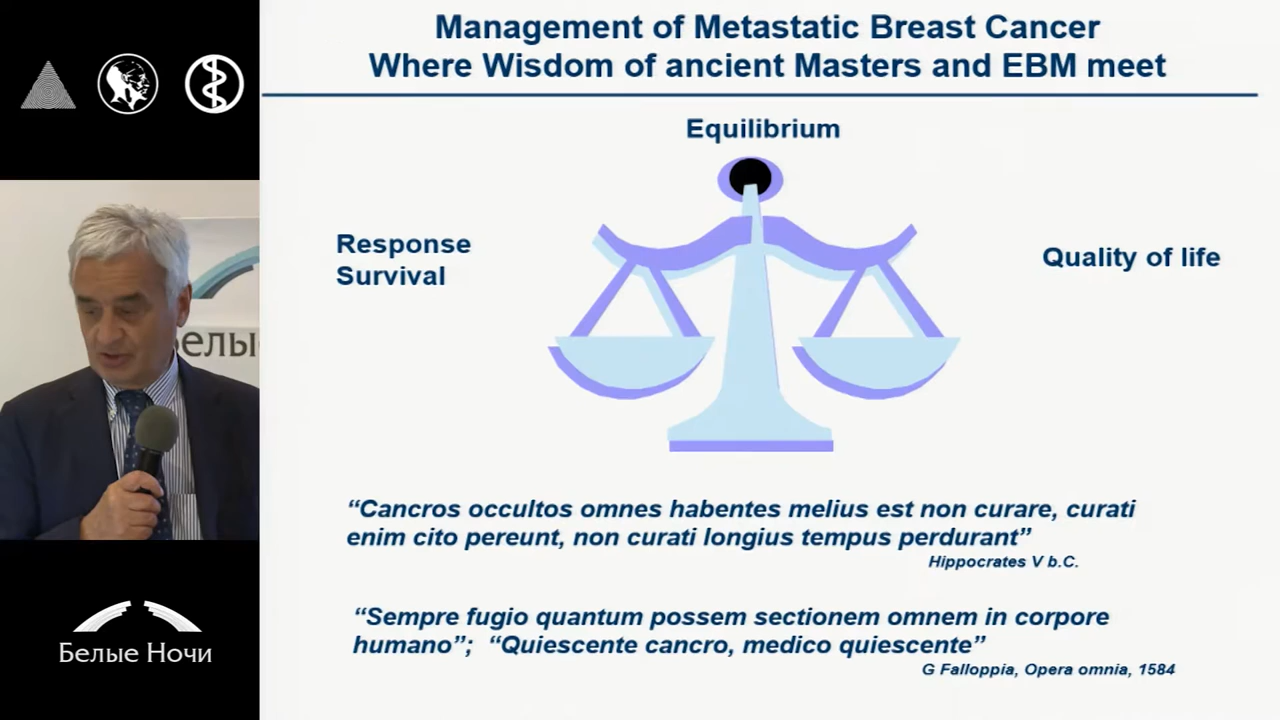 Management of Metastatic Breast Cancer
Where Wisdom of ancient Masters and EBM meet
Equilibrium
Response
Survival
Quality of life
“Cancros occultos omnes habentes melius est non curare, curati
enim cito pereunt, non curati longius tempus perdurant”
Hippocrates V b.C.
“Sempre fugio quantum possem sectionem omnem in corpore
humano”; “Quiescente cancro, medico quiescente”
G Falloppia, Opera omnia, 1584
Белые Ночи